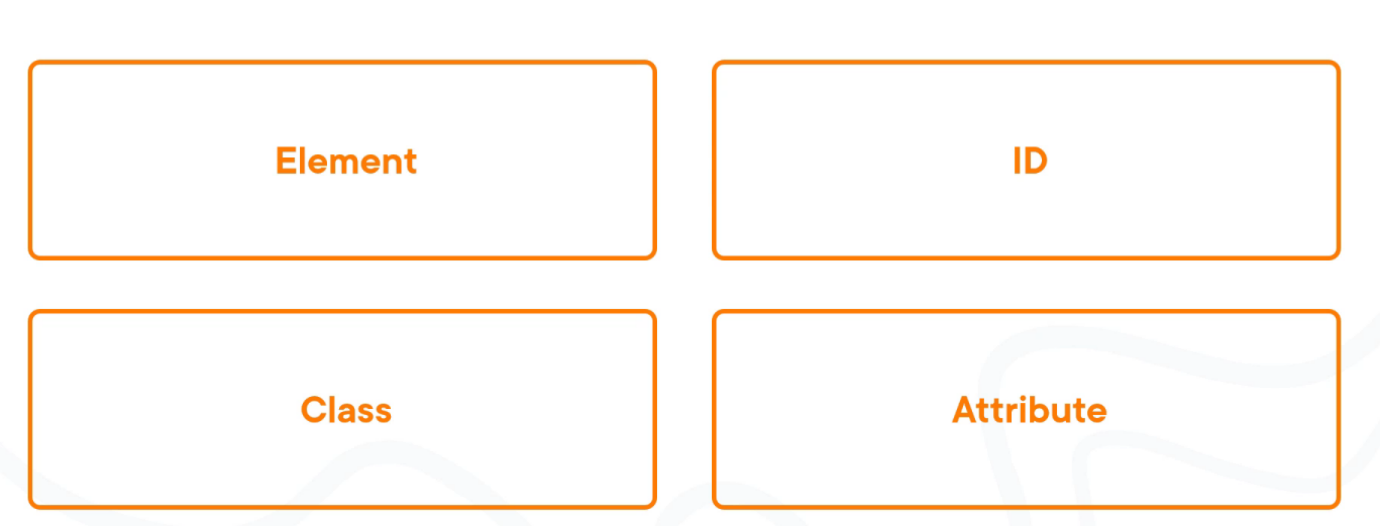 Element
ID
Class
Attribute